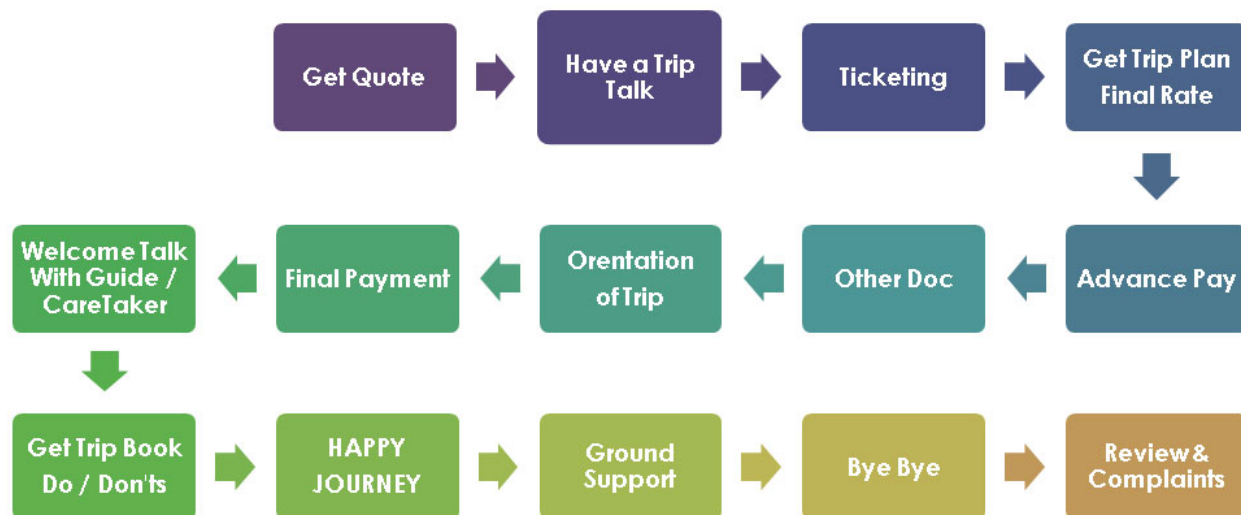 Get Quote
Have a Trip
Talk
Ticketing
Get Trip Plan
Final Rate
Advance Pay
Other Doc
Orentation
of Trip
Final Payment
Welcome Talk
With Guide /
CareTaker
Get Trip Book
Do / Don'ts
HAPPY
JOURNEY
Ground
Support
Bye Bye
Review &
Complaints